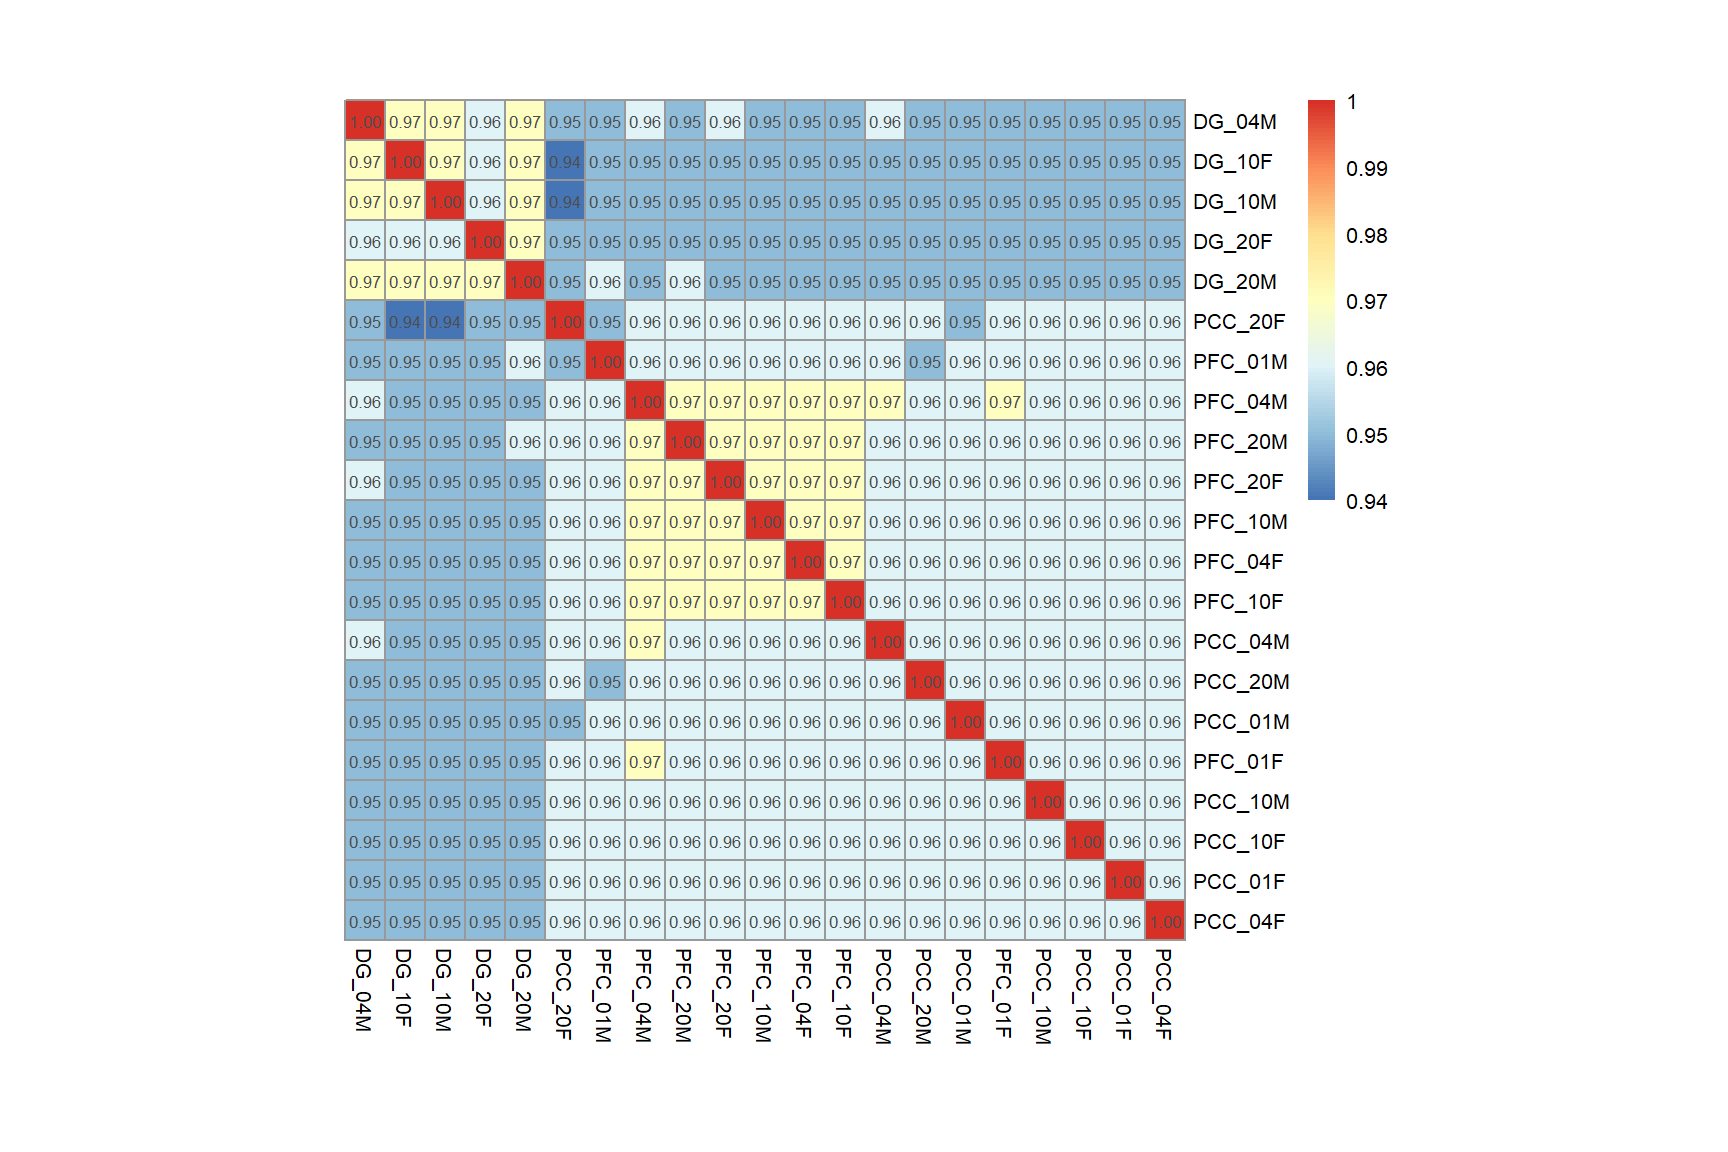 1.00 0.97 0.97 0.96 0.97 0.95 0.95 0.96 0.95 0.96 0.95 0.95 0.95 0.96 0.95 0.95 0.95 0.95 0.95 0.95 0.95 DG_04M
0.97 1.00 0.97 0.96 0.97 0.94 0.95 0.95 0.95 0.95 0.95 0.95 0.95 0.95 0.95 0.95 0.95 0.95 0.95 0.95 0.95 DG_10F
0.97 0.97 1.00 0.96 0.97 0.94 0.95 0.95 0.95 0.95 0.95 0.95 0.95 0.95 0.95 0.95 0.95 0.95 0.95 0.95 0.95 DG_10M
0.96 0.96 0.96 1.00 0.97 0.95 0.95 0.95 0.95 0.95 0.95 0.95 0.95 0.95 0.95 0.95 0.95 0.95 0.95 0.95 0.95 DG_20F
0.97 0.97 0.97 0.97 1.00 0.95 0.96 0.95 0.96 0.95 0.95 0.95 0.95 0.95 0.95 0.95 0.95 0.95 0.95 0.95 0.95 DG_20M
0.95 0.94 0.94 0.95 0.95 1.00 0.95 0.96 0.96 0.96 0.96 0.96 0.96 0.96 0.96 0.95 0.96 0.96 0.96 0.96 0.96 PCC_20F
0.95 0.95 0.95 0.95 0.96 0.95 1.00 0.96 0.96 0.96 0.96 0.96 0.96 0.96 0.95 0.96 0.96 0.96 0.96 0.96 0.96 PFC_01M
0.96 0.95 0.95 0.95 0.95 0.96 0.96 1.00 0.97 0.97 0.97 0.97 0.97 0.97 0.96 0.96 0.97 0.96 0.96 0.96 0.96 PFC_04M
0.95 0.95 0.95 0.95 0.96 0.96 0.96 0.97 1.00 0.97 0.97 0.97 0.97 0.96 0.96 0.96 0.96 0.96 0.96 0.96 0.96 PFC_20M
0.96 0.95 0.95 0.95 0.95 0.96 0.96 0.97 0.97 1.00 0.97 0.97 0.97 0.96 0.96 0.96 0.96 0.96 0.96 0.96 0.96 PFC_20F
0.95 0.95 0.95 0.95 0.95 0.96 0.96 0.97 0.97 0.97 1.00 0.97 0.97 0.96 0.96 0.96 0.96 0.96 0.96 0.96 0.96 PFC_10M
0.95 0.95 0.95 0.95 0.95 0.96 0.96 0.97 0.97 0.97 0.97 1.00 0.97 0.96 0.96 0.96 0.96 0.96 0.96 0.96 0.96 PFC_04F
0.95 0.95 0.95 0.95 0.95 0.96 0.96 0.97 0.97 0.97 0.97 0.97 1.00 0.96 0.96 0.96 0.96 0.96 0.96 0.96 0.96 PFC_10F
0.96 0.95 0.95 0.95 0.95 0.96 0.96 0.97 0.96 0.96 0.96 0.96 0.96 1.00 0.96 0.96 0.96 0.96 0.96 0.96 0.96 PCC_04M
0.95 0.95 0.95 0.95 0.95 0.96 0.95 0.96 0.96 0.96 0.96 0.96 0.96 0.96 1.00 0.96 0.96 0.96 0.96 0.96 0.96 PCC_20M
0.95 0.95 0.95 0.95 0.95 0.95 0.96 0.96 0.96 0.96 0.96 0.96 0.96 0.96 0.96 1.00 0.96 0.96 0.96 0.96 0.96 PCC_01M
0.95 0.95 0.95 0.95 0.95 0.96 0.96 0.97 0.96 0.96 0.96 0.96 0.96 0.96 0.96 0.96 1.00 0.96 0.96 0.96 0.96 PFC_01F
0.95 0.95 0.95 0.95 0.95 0.96 0.96 0.96 0.96 0.96 0.96 0.96 0.96 0.96 0.96 0.96 0.96 1.00 0.96 0.96 0.96 PCC_10M
0.95 0.95 0.95 0.95 0.95 0.96 0.96 0.96 0.96 0.96 0.96 0.96 0.96 0.96 0.96 0.96 0.96 0.96 1.00 0.96 0.96 PCC_10F
0.95 0.95 0.95 0.95 0.95 0.96 0.96 0.96 0.96 0.96 0.96 0.96 0.96 0.96 0.96 0.96 0.96 0.96 0.96 1.00 0.96 PCC_01F
0.95 0.95 0.95 0.95 0.95 0.96 0.96 0.96 0.96 0.96 0.96 0.96 0.96 0.96 0.96 0.96 0.96 0.96 0.96 0.96 1.00 PCC_04F
DG_04M
DG_10F
DG_10M
DG_20F
DG_20M
PCC_20F
PFC_01M
PFC_04M
PFC_20M
PFC_20F
PFC_10M
PFC_04F
PFC_10F
PCC_04M
PCC_20M
PCC_01M
PFC_01F
PCC_10M
PCC_10F
PCC_01F
PCC_04F
1
0.99
0.98
0.97
0.96
0.95
0.94